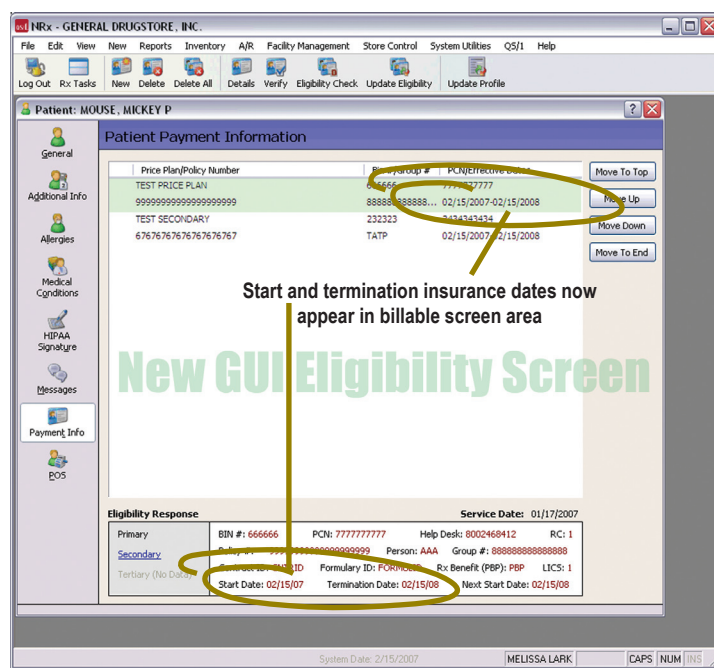 NRx - GENERAL DRUGSTORE, INC.
File Edit View New Reports Inventory A/R Facility Management Store Control System Utilities QS/1 Help
Log Out Rx Tasks New Delete Delete All Details Verify Eligibility Check Update Eligibility Update Profile
Patient: MOUSE, MICKEY P
Patient Payment Information
General
Additional Info
Allergies
Medical
Conditions
HIPAA
Signature
Messages
Payment Info
POS
Price Plan/Policy Number PCN/Effective Dates
TEST PRICE PLAN 666666 7777777777
99999999999999999999 888888888888... 02/15/2007-02/15/2008
TEST SECONDARY 232323 3434343434
67676767676767676767 TATP 02/15/2007-02/15/2008
Move To Top
Move Up
Move Down
Move To End
Start and termination insurance dates now
appear in billable screen area
New GUI Eligibility Screen
Eligibility Response Service Date: 01/17/2007
Primary
Secondary
Tertiary (No Data)
BIN #: 666666 PCN: 7777777777 Help Desk: 8002468412 RC: 1
Person: AAA Group #: 888888888888888
Formulary ID: Rx Benefit (PBP): PBP LICS: 1
Start Date: 02/15/07 Termination Date: 02/15/08 Next Start Date: 02/15/08
System Date: 2/15/2007 MELISSA LARK CAPS NUM INS